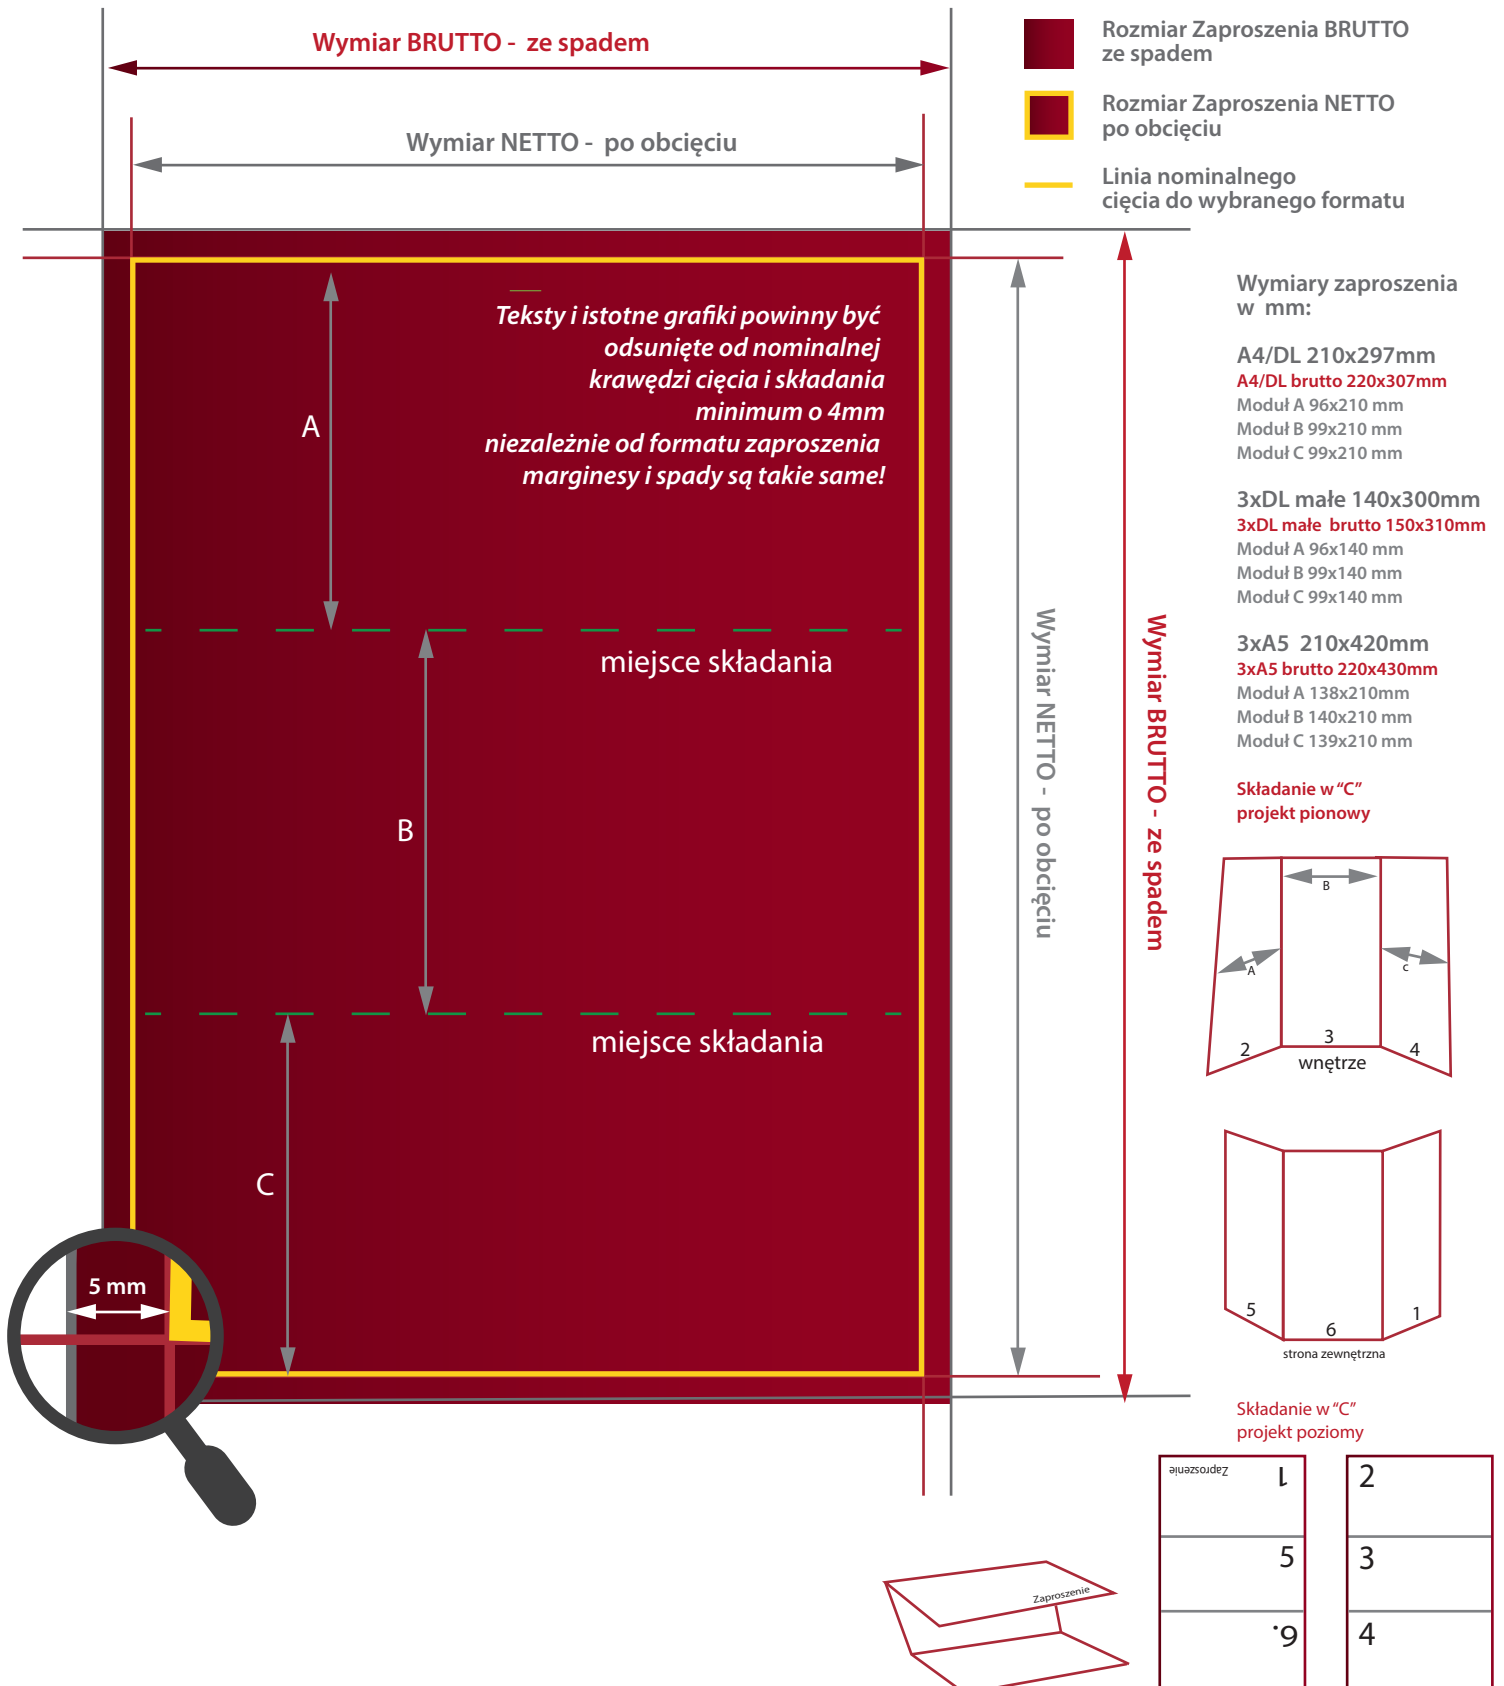 Wymiar BRUTTO - ze spadem
Wymiar NETTO - po obcięciu
Rozmiar Zaproszenia BRUTTO
ze spadem
Rozmiar Zaproszenia NETTO
po obcięciu
Linia nominalnego
cięcia do wybranego formatu
Teksty i istotne grafiki powinny być
odsunięte od nominalnej
krawędzi cięcia i składania
minimum o 4mm
niezależnie od formatu zaproszenia
marginesy i spady są takie same!
A
miejsce składania
B
miejsce składania
C
5 mm
Wymiar NETTO - po obcięciu
Wymiar BRUTTO - ze spadem
Wymiary zaproszenia
w mm:
A4/DL 210x297mm
A4/DL brutto 220x307mm
Moduł A 96x210 mm
Moduł B 99x210 mm
Moduł C 99x210 mm
3xDL małe 140x300mm
3xDL małe brutto 150x310mm
Moduł A 96x140 mm
Moduł B 99x140 mm
Moduł C 99x140 mm
3xA5 210x420mm
3xA5 brutto 220x430mm
Moduł A 138x210mm
Moduł B 140x210 mm
Moduł C 139x210 mm
Składanie w “C”
projekt pionowy
B
A
c
2
3
4
wnętrze
5
6
1
strona zewnętrzna
Składanie w “C”
projekt poziomy
Zaproszenie
1
5
6.
2
3
4
Zaproszenie